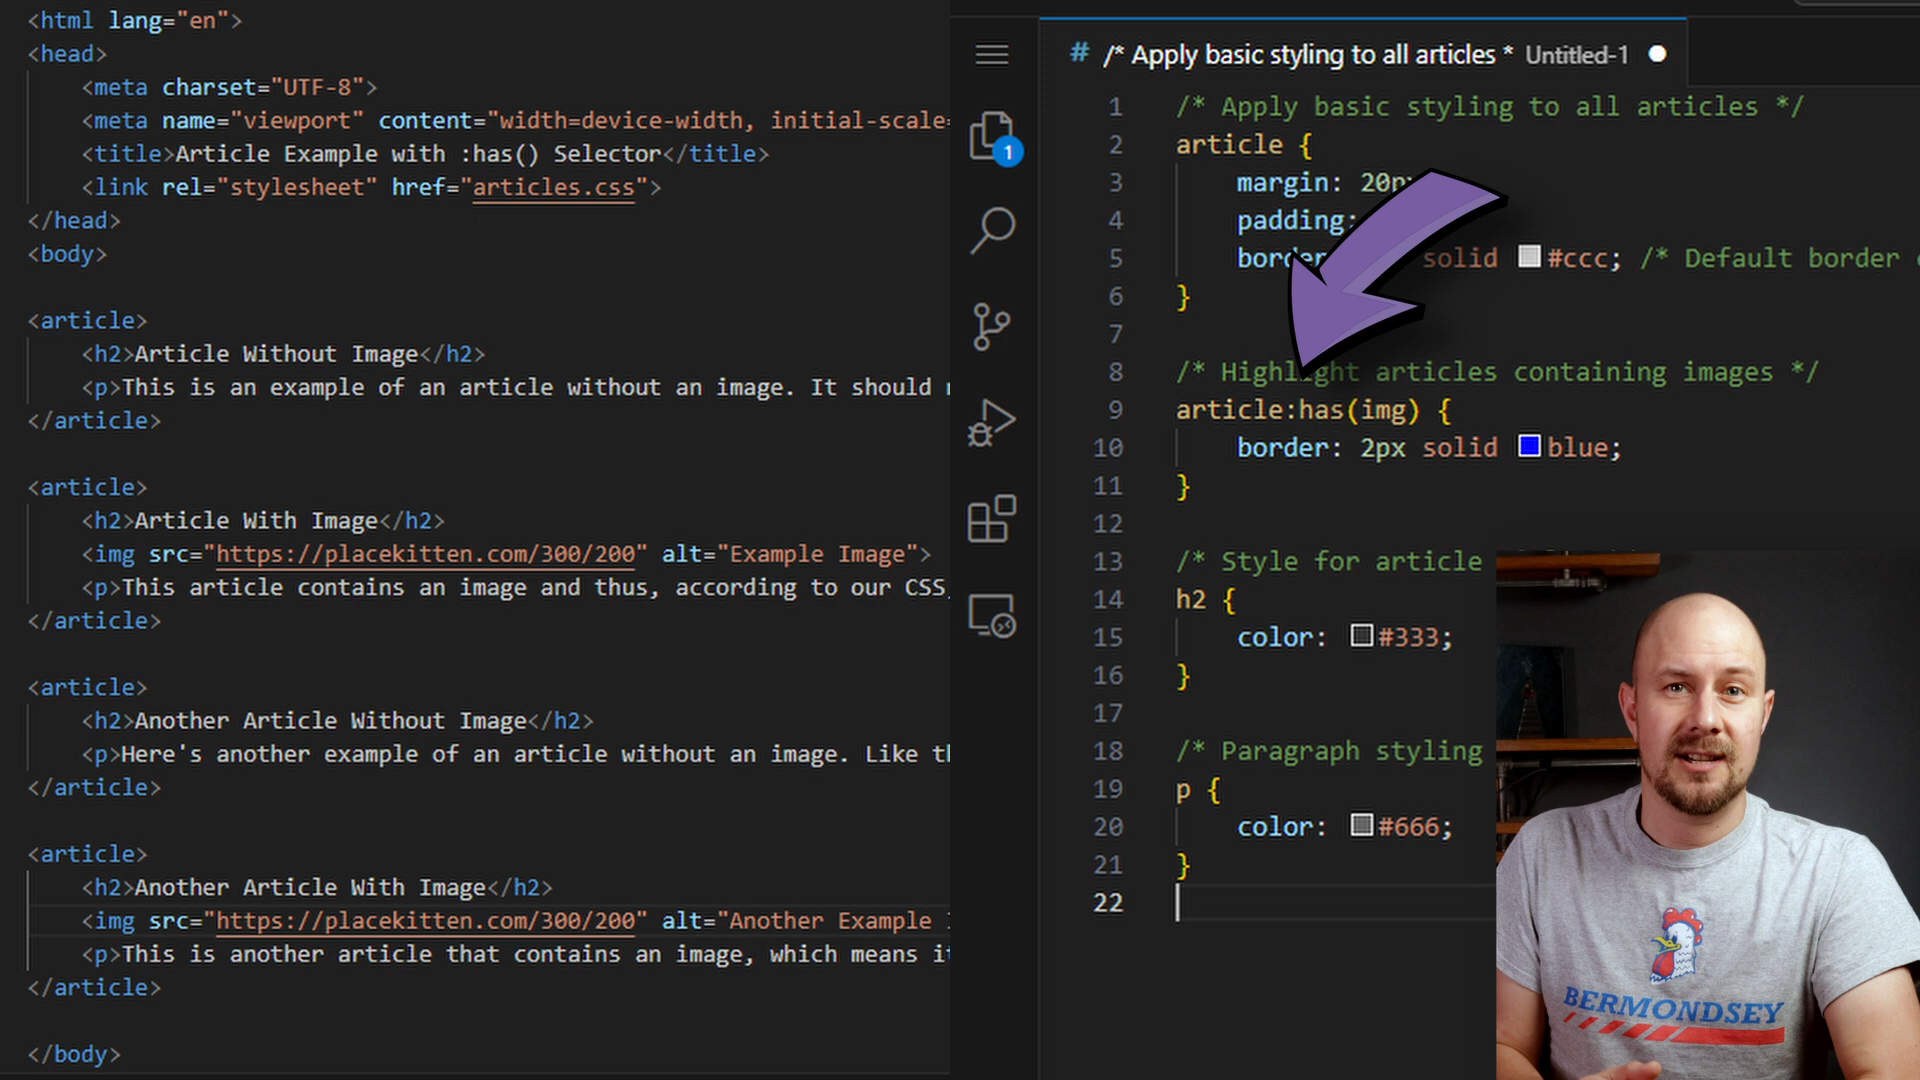 <html lang="en">
<head>
<meta charset="UTF-8">
<meta name="viewport" content="width=device-width, initial-scale=
<title>Article Example with :has() Selector</title>
<link rel="stylesheet" href="articles.css">
</head>
<body>
<article>
<h2>Article Without Image</h2>
<p>This is an example of an article without an image. It should
</article>
<article>
<h2>Article With Image</h2>
<img src="https://placekitten.com/300/200" alt="Example Image">
<p>This article contains an image and thus, according to our CSS
</article>
<article>
<h2>Another Article Without Image</h2>
<p>Here's another example of an article without an image. Like
</article>
<article>
<h2>Another Article With Image</h2>
<img src="https://placekitten.com/300/200" alt="Another Example
<p>This is another article that contains an image, which means
</article>
</body>
# /* Apply basic styling to all articles * Untitled-1
1
1 /* Apply basic styling to all articles */
2 article {
3 margin:
4 padding:
5 border solid #ccc; /* Default border
6 }
7
8 /* Highlight articles containing images */
9 article:has(img) {
10 border: 2px solid blue;
11 }
12
13 /* Style for article
14 h2 {
15 color: #333;
16 }
17
18 /* Paragraph styling
19 p {
20 color: #666;
21 }
22
BERMONDSEY